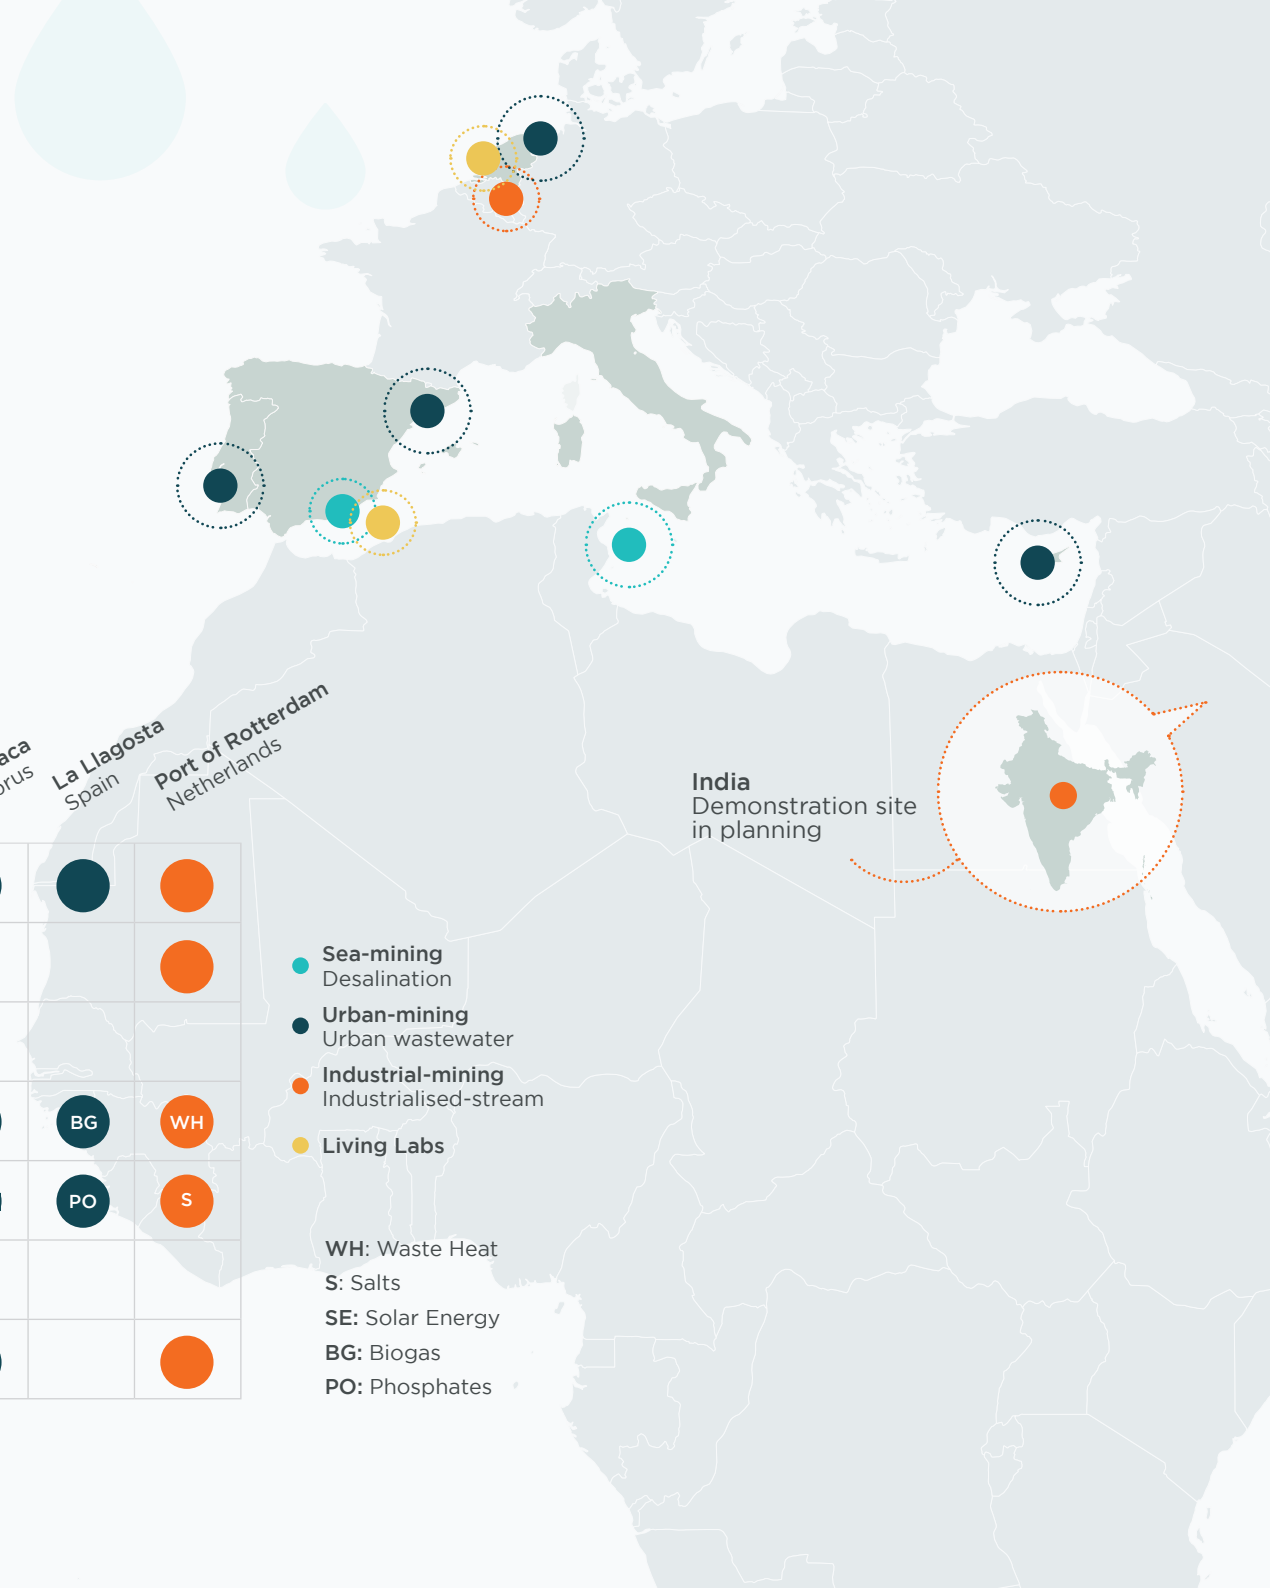 La Llagosta
Spain
Port of Rotterdam
Netherlands
India
Demonstration site
in planning
Sea-mining
Desalination
Urban-mining
Urban wastewater
Industrial-mining
Industrialised-stream
Living Labs
BG
WH
PO
S
WH: Waste Heat
S: Salts
SE: Solar Energy
BG: Biogas
PO: Phosphates